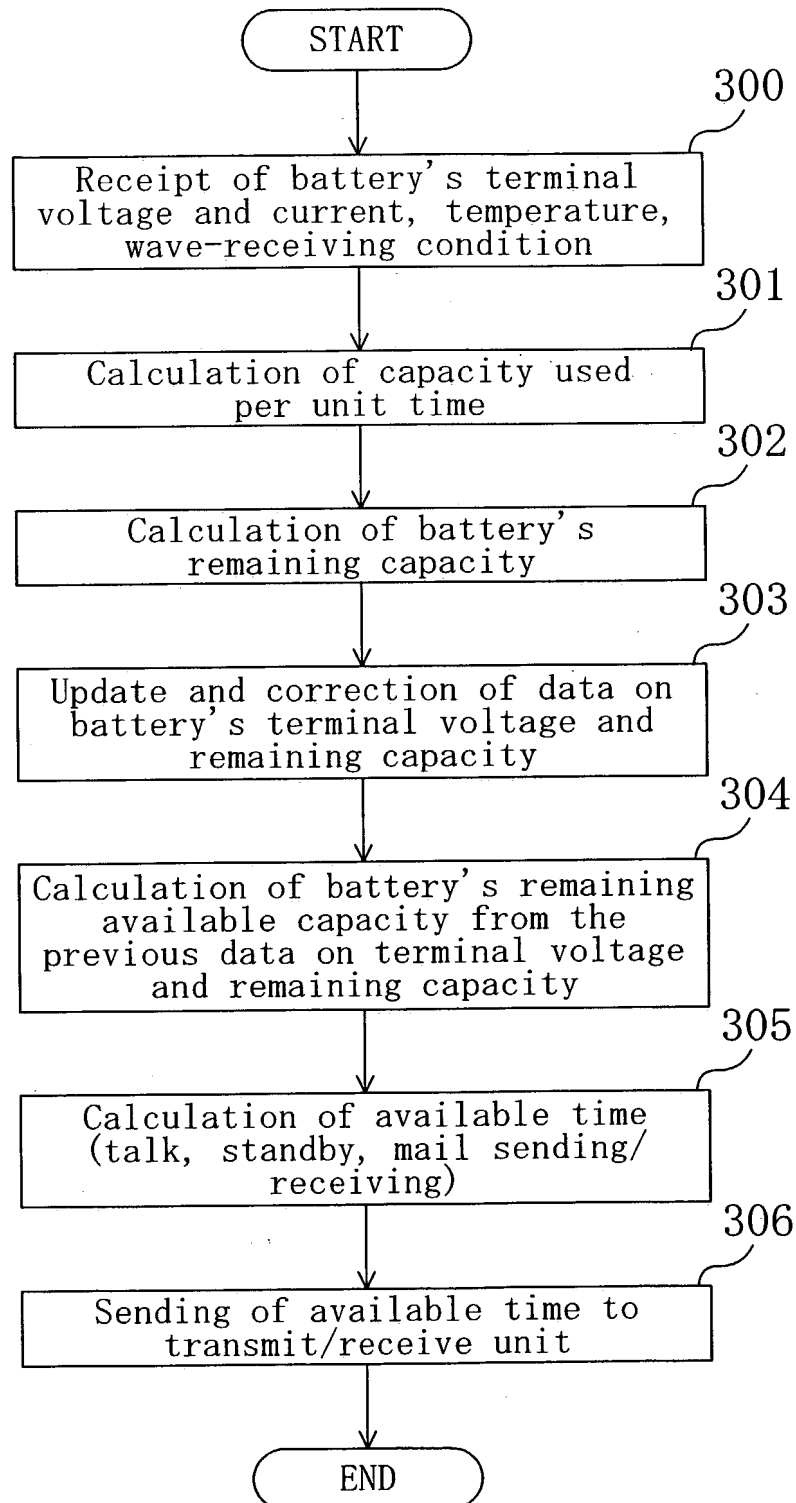 START
300
Receipt of battery's terminal
voltage and current, temperature,
wave-receiving condition
301
Calculation of capacity used
per unit time
302
Calculation of battery's
remaining capacity
303
Update and correction of data on
battery's terminal voltage and
remaining capacity
304
Calculation of battery's remaining
available capacity from the
previous data on terminal voltage
and remaining capacity
305
Calculation of available time
(talk, standby, mail sending/
receiving)
306
Sending of available time to
transmit/receive unit
END